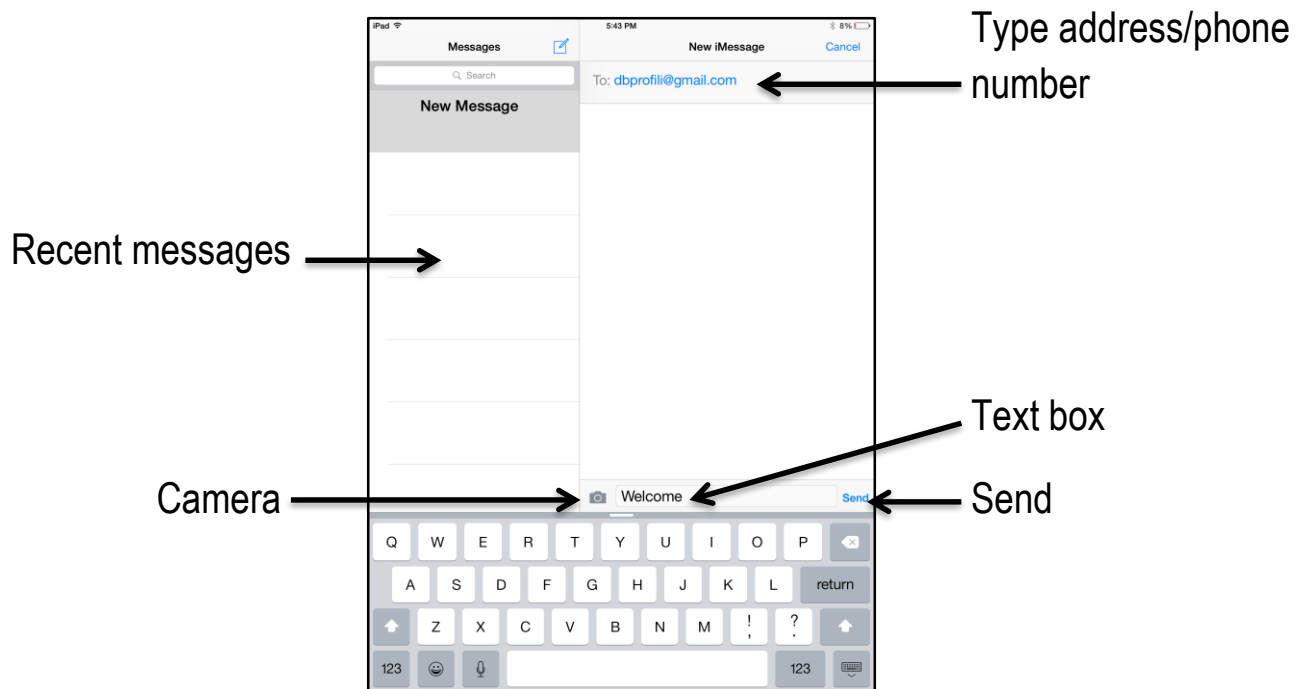 iPad 5:43 PM 8%
Messages New iMessage Cancel
Type address/phone
number
Search
To: dbprofili@gmail.com
New Message
Recent messages
Text box
Camera
Welcome
Send
Send
Q W E R T Y U I O P
A S D F G H J K L return
Z X C V B N M ! , ? .
123 123